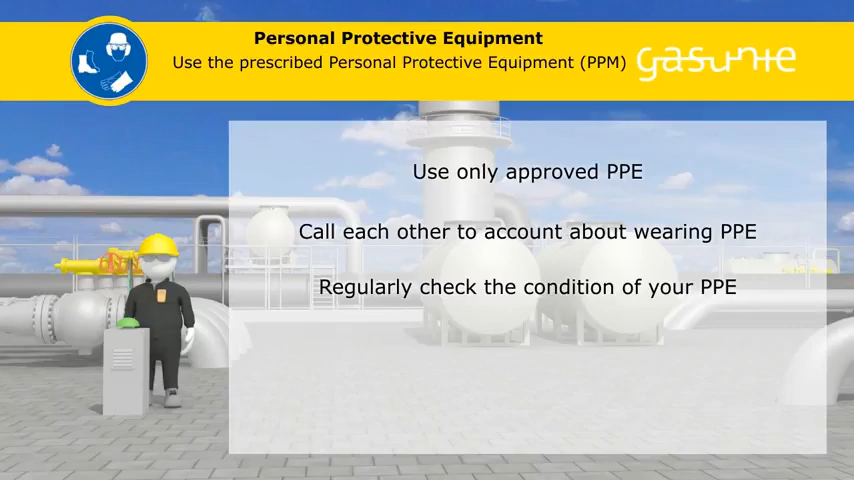 Personal Protective Equipment
Use the prescribed Personal Protective Equipment (PPM)
gasunie
Use only approved PPE
Call each other to account about wearing PPE
Regularly check the condition of your PPE